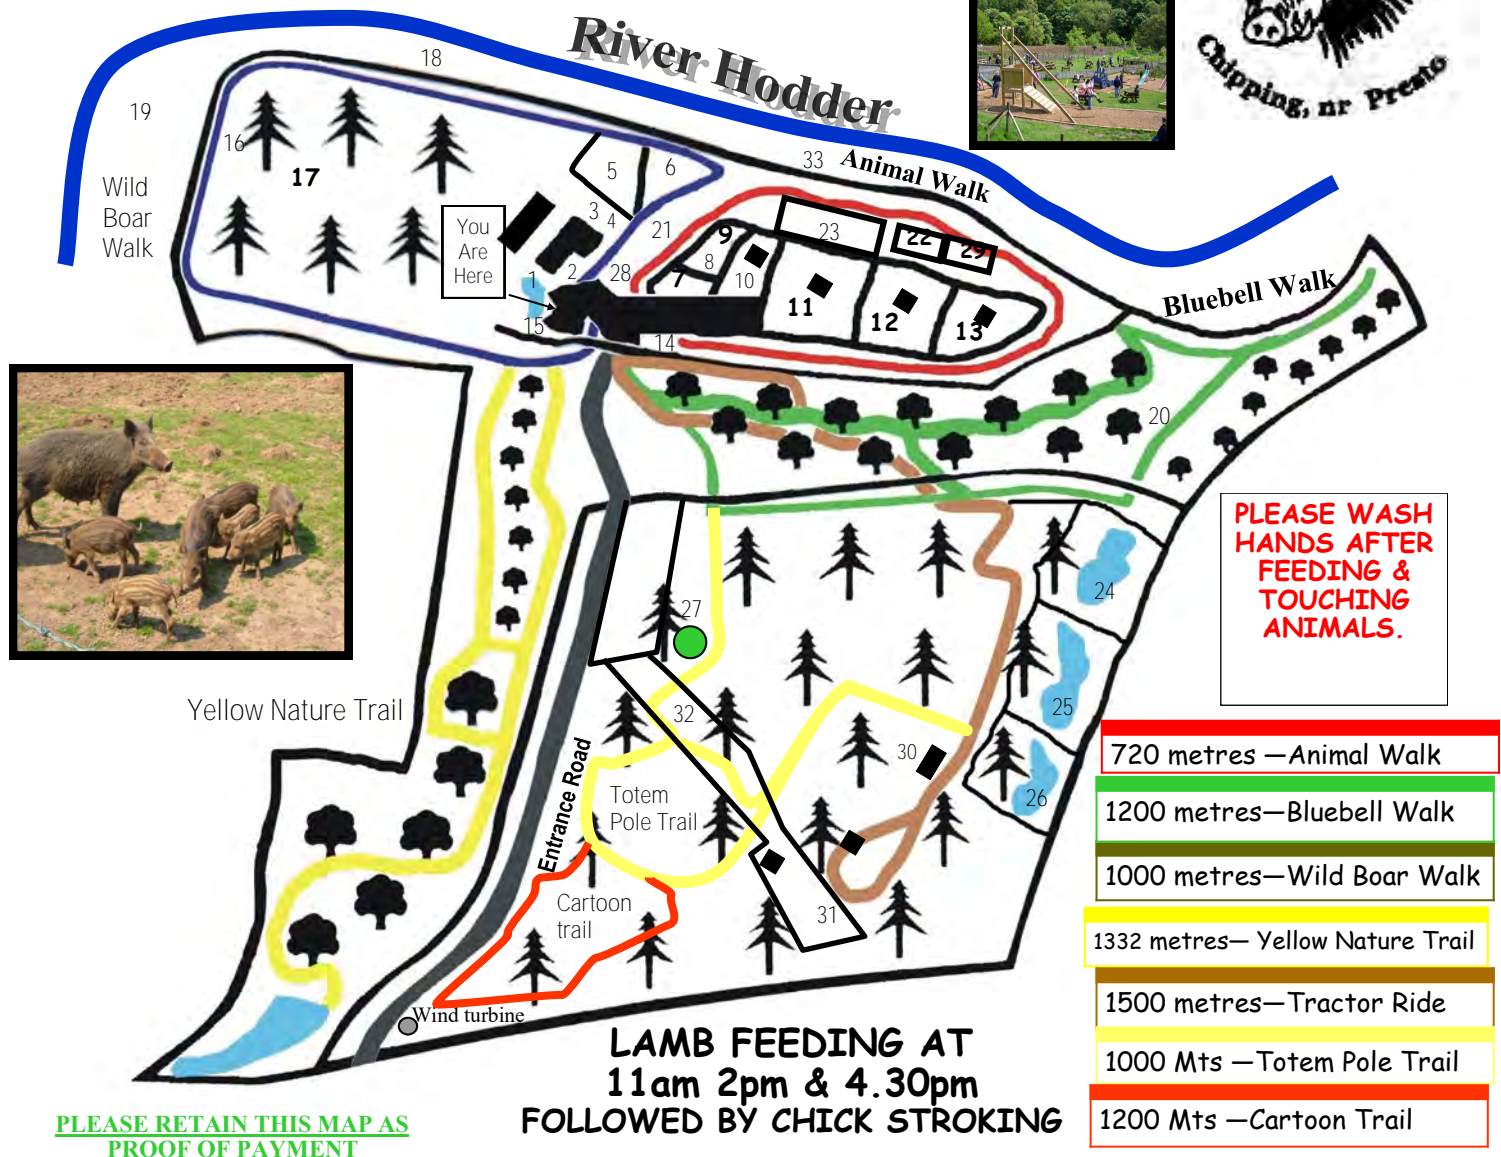 River Hodder
Chipping, nr Presto
18
19
16
17
Wild
Boar
Walk
5
6
33
Animal Walk
You
Are
Here
3
4
21
9
8
7
10
23
22
29
1
2
28
15
14
11
12
13
Bluebell Walk
20
PLEASE WASH
HANDS AFTER
FEEDING &
TOUCHING
ANIMALS.
24
27
25
26
Yellow Nature Trail
32
30
Entrance Road
Totem
Pole Trail
Cartoon
trail
31
Wind turbine
720 metres —Animal Walk
1200 metres—Bluebell Walk
1000 metres—Wild Boar Walk
1332 metres— Yellow Nature Trail
1500 metres—Tractor Ride
1000 Mts —Totem Pole Trail
1200 Mts —Cartoon Trail
LAMB FEEDING AT
11am 2pm & 4.30pm
FOLLOWED BY CHICK STROKING
PLEASE RETAIN THIS MAP AS
PROOF OF PAYMENT